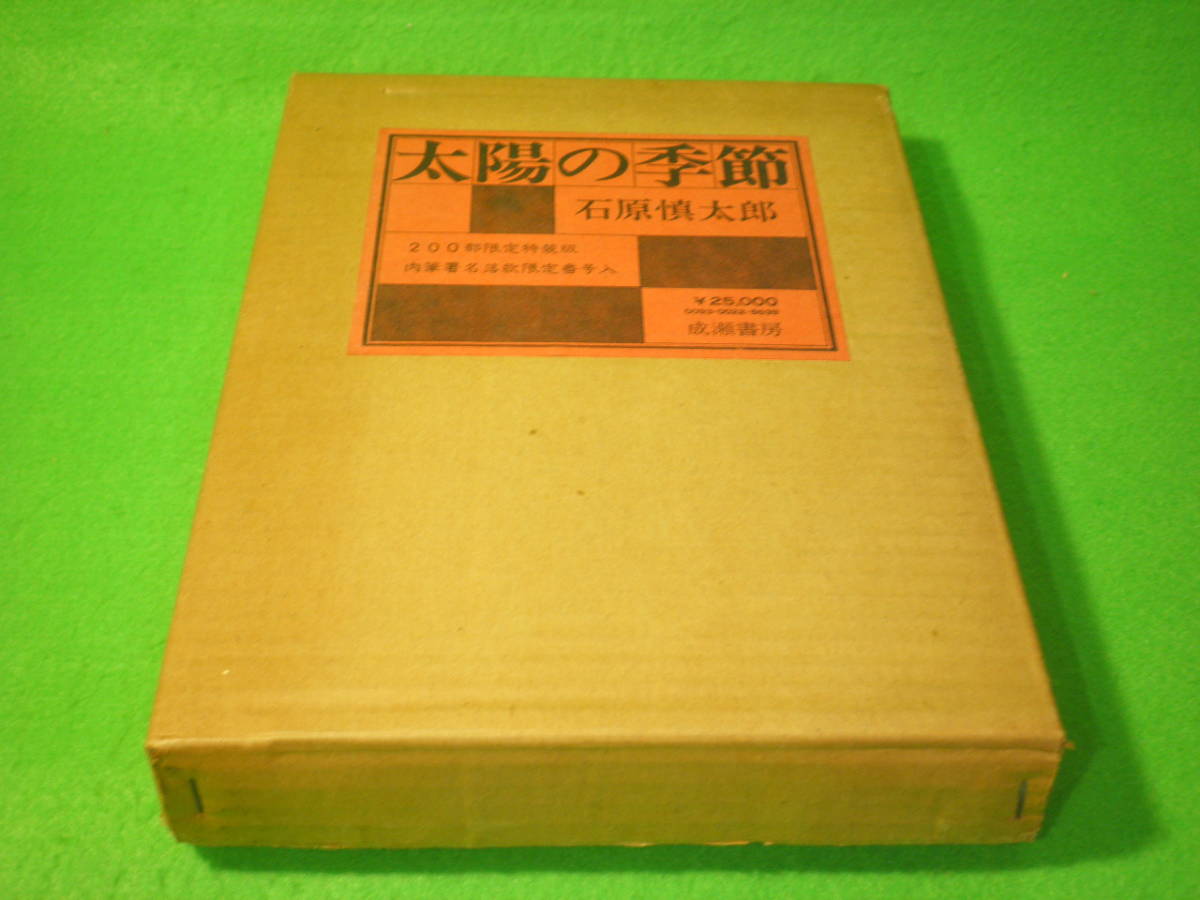 太陽の季節
石原慎太郎
200部限定特装版
肉筆署名落款限定番号入
¥25,000
成瀬書房